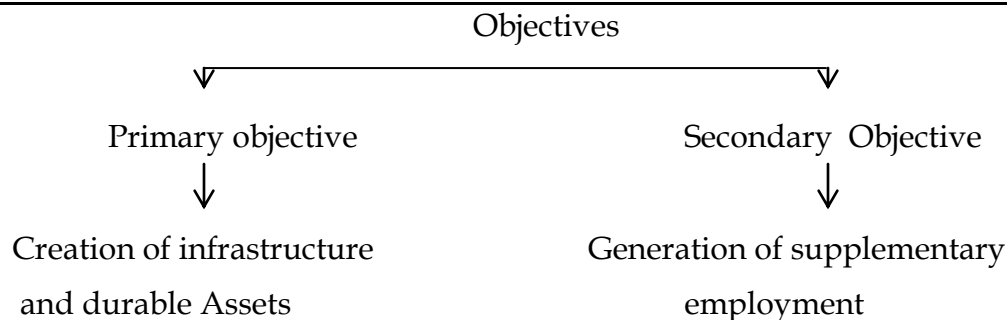 Objectives
Primary objective
Secondary Objective
Creation of infrastructure
and durable Assets
Generation of supplementary
employment